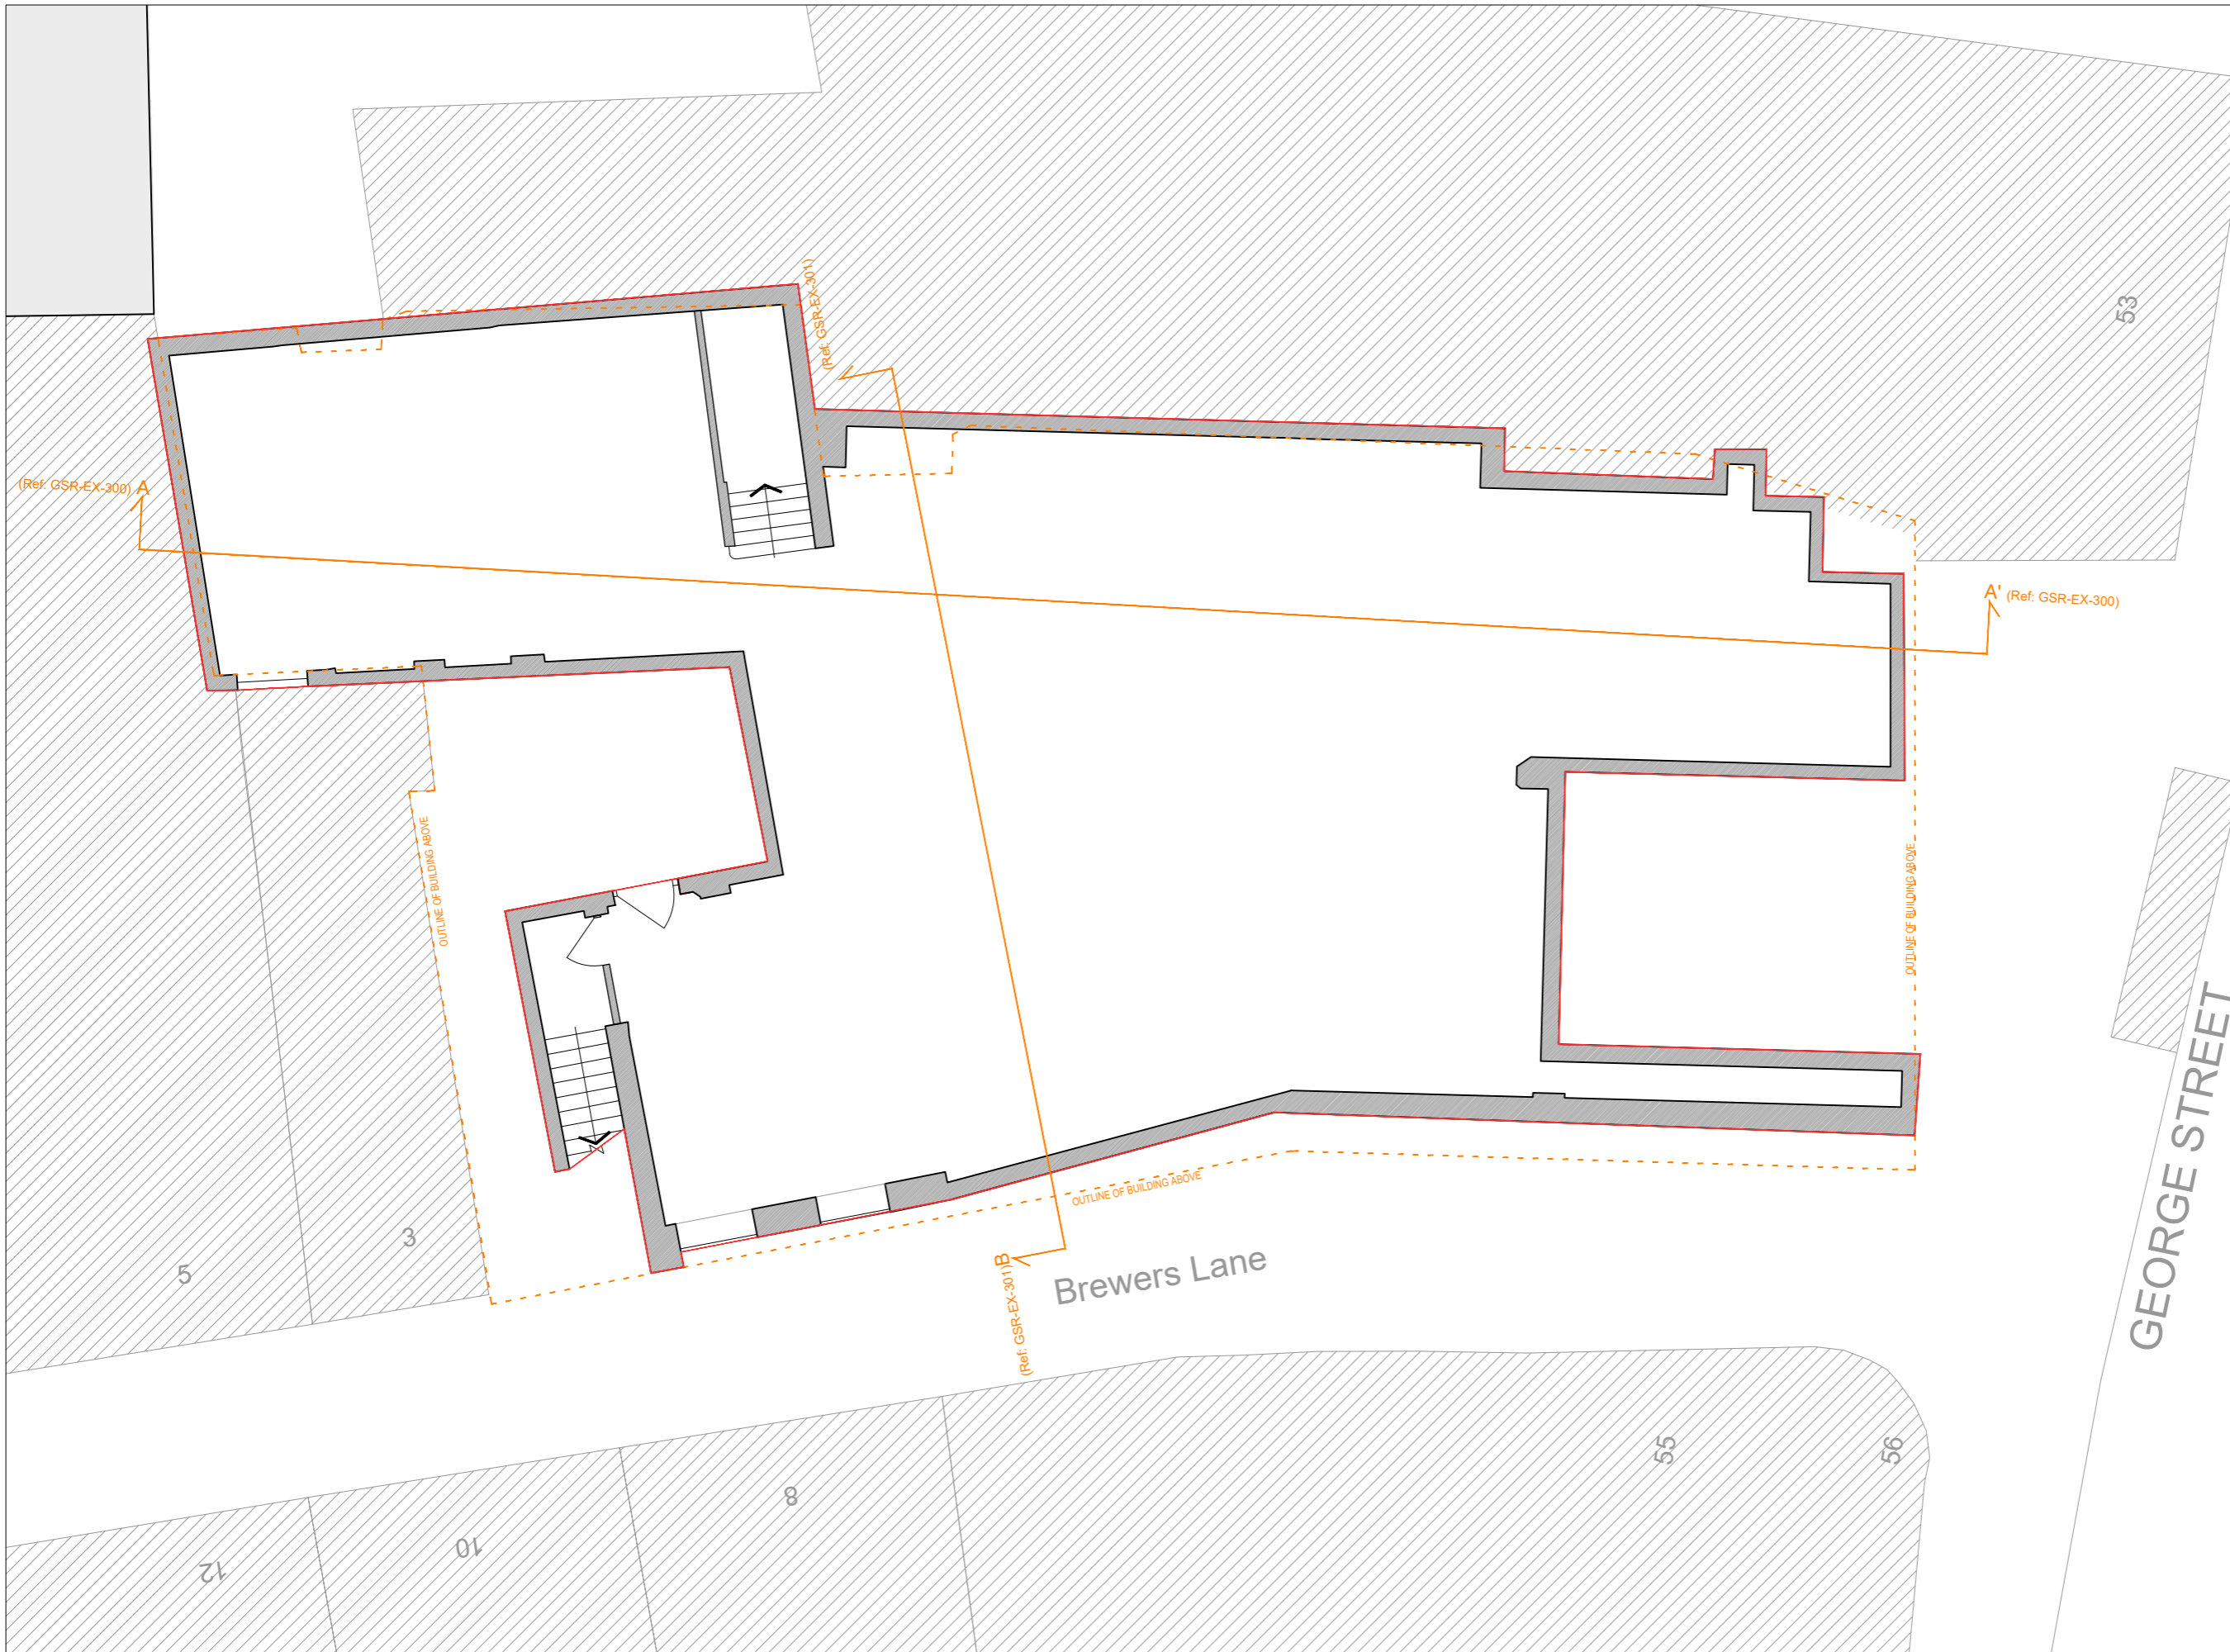 (Ref: GSR-EX-301)
53
(Ref: GSR-EX-300) A
A' (Ref: GSR-EX-300)
OUTLINE OF BUILDING ABOVE
OUTLINE OF BUILDING ABOVE
OUTLINE OF BUILDING ABOVE
GEORGE STREET
3
5
(Ref: GSR-EX-301) B
Brewers Lane
55
56
8
10
12